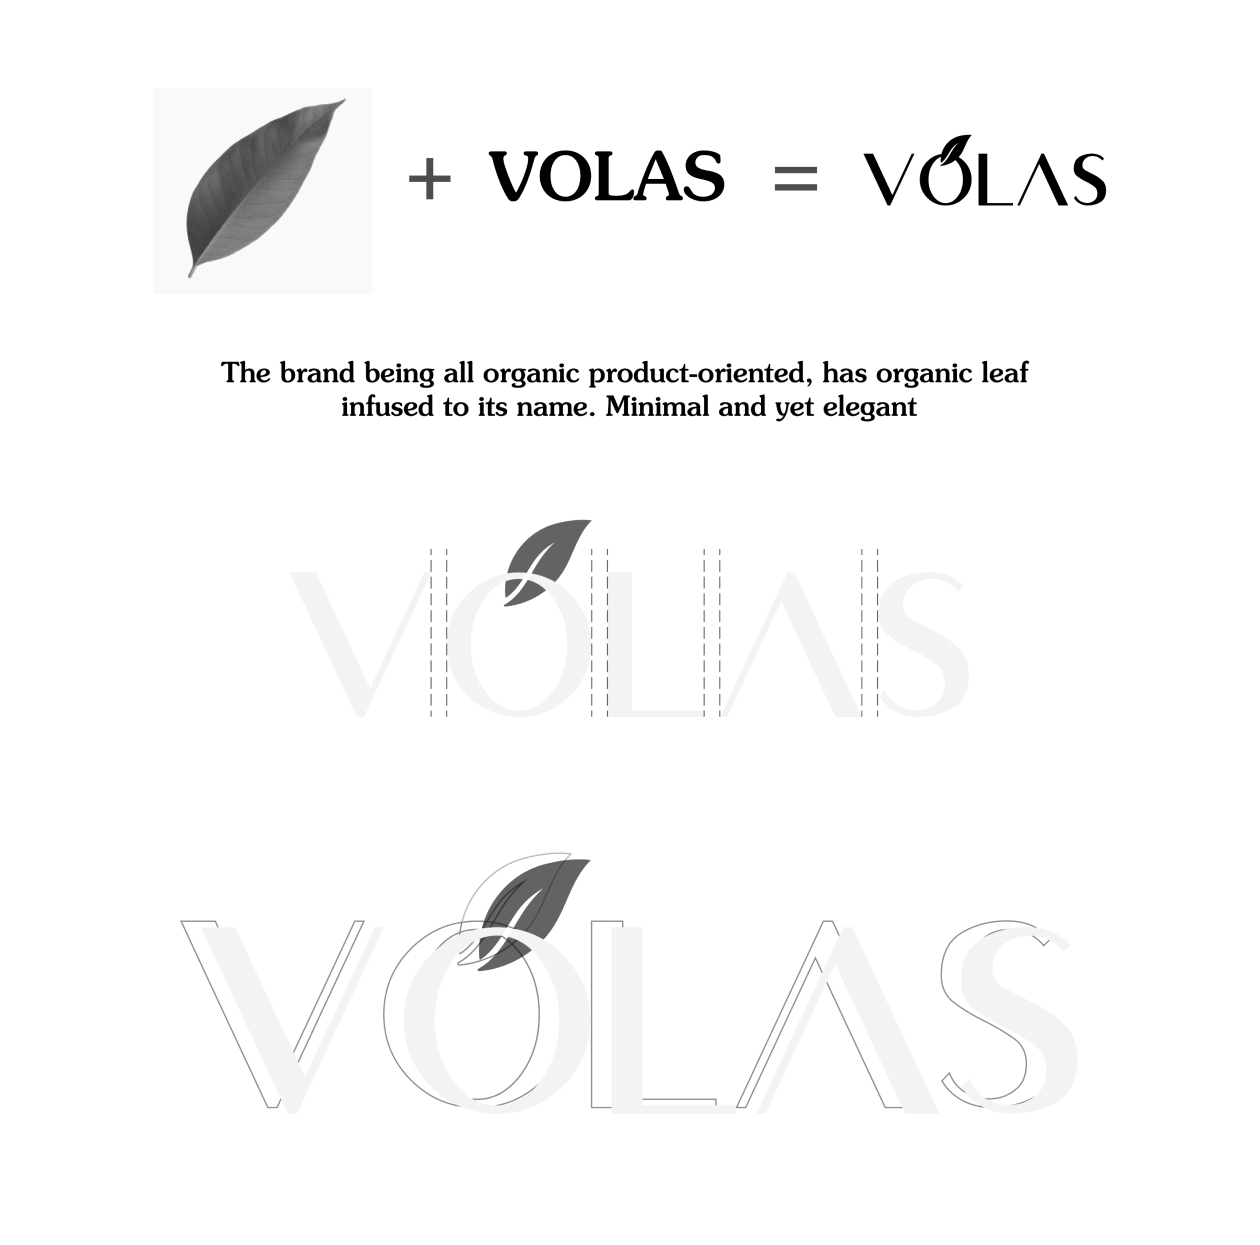 + VOLAS = VOLAS
The brand being all organic product-oriented, has organic leaf
infused to its name. Minimal and yet elegant
VOLAS
VOLAS